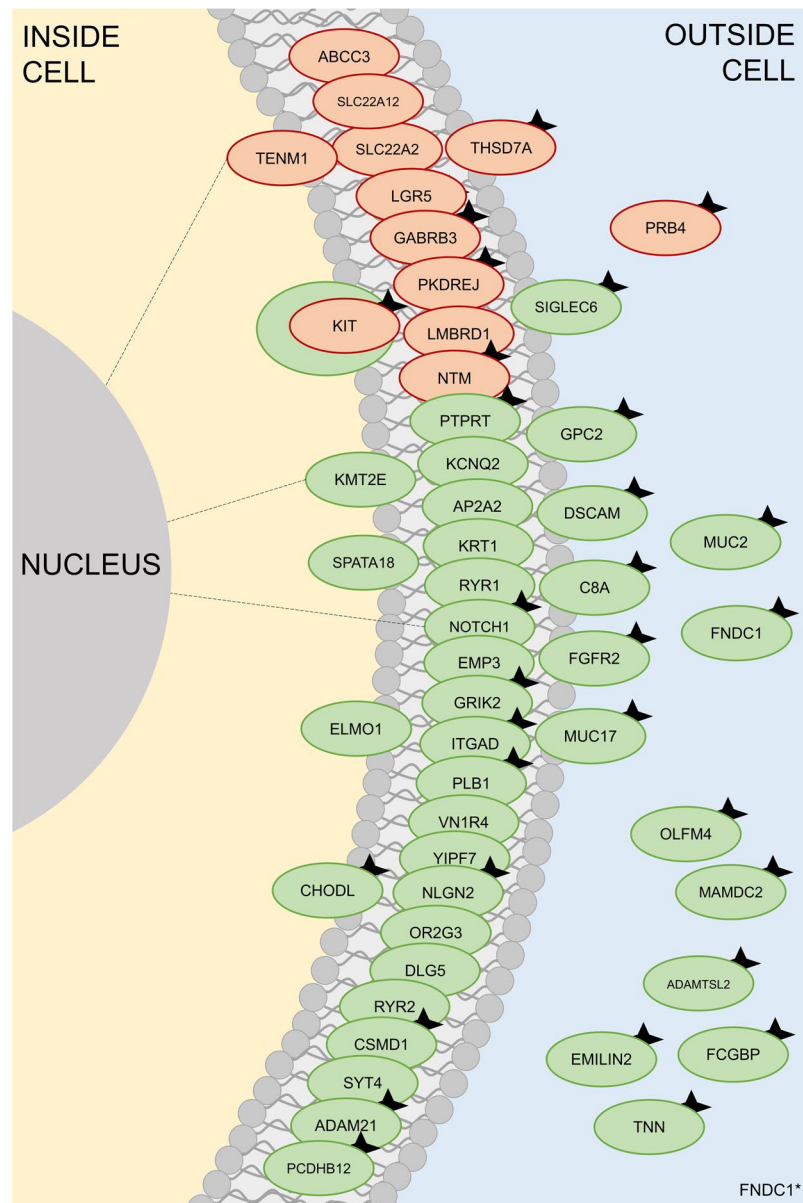 INSIDE
CELL
OUTSIDE
CELL
ABCC3
SLC22A12
TENM1
SLC22A2
THSD7A
LGR5
PRB4
GABRB3
PKDREJ
SIGLEC6
KIT
LMBRD1
NTM
PTPRT
GPC2
KCNQ2
KMT2E
AP2A2
DSCAM
MUC2
KRT1
SPATA18
NUCLEUS
RYR1
C8A
NOTCH1
FNDC1
EMP3
FGFR2
GRIK2
ELMO1
ITGAD
MUC17
PLB1
VN1R4
OLFM4
YIPF7
CHODL
NLGN2
MAMDC2
OR2G3
DLG5
ADAMTSL2
RYR2
CSMD1
EMILIN2
FCGBP
SYT4
ADAM21
TNN
PCDHB12
FNDC1*